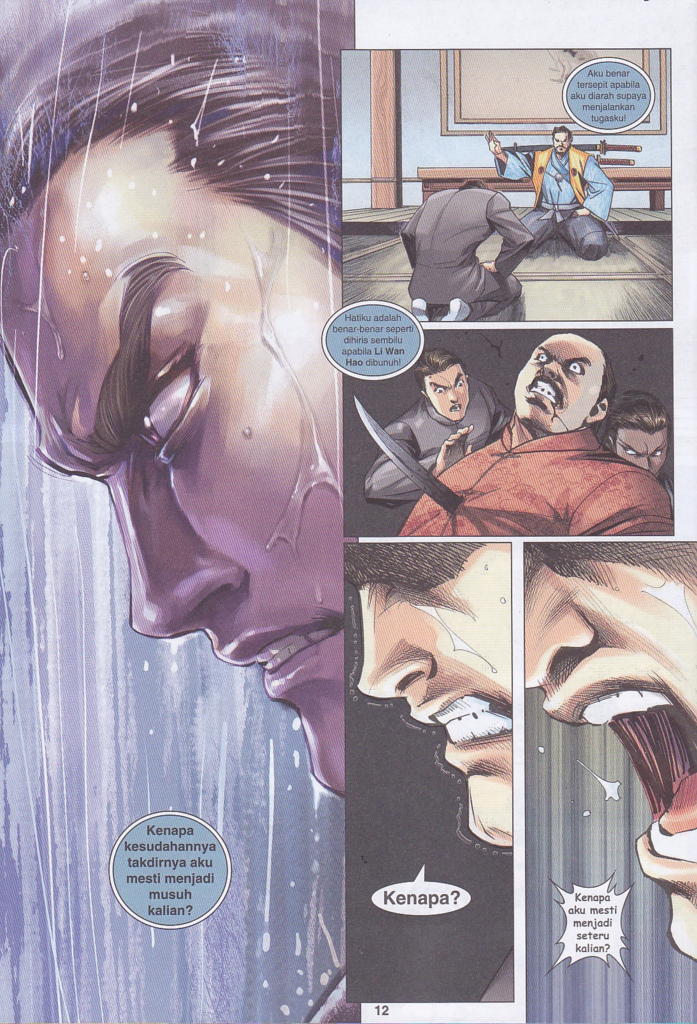 Aku benar
tersepit apabila
aku diarah supaya
menjalankan
tugasku!
Hatiku adalah
benar-benar seperti
dihiris sembilu
apabila Li Wan
Hao dibunuh!
Kenapa
kesudahannya
takdirnya aku
mesti menjadi
musuh
kalian?
Kenapa?
Kenapa
aku mesti
menjadi
seteru
kalian?
12